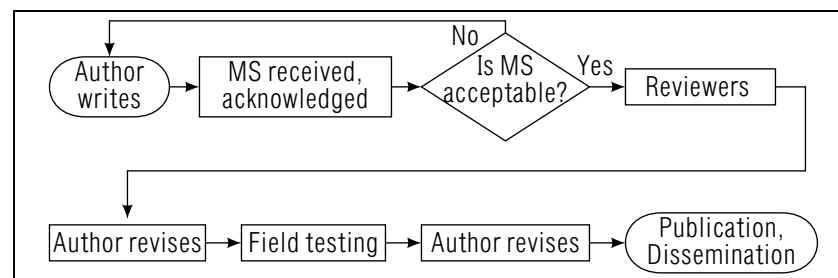 No
Author
writes
MS received,
acknowledged
Is MS
acceptable?
Yes
Reviewers
Author revises
Field testing
Author revises
Publication,
Dissemination